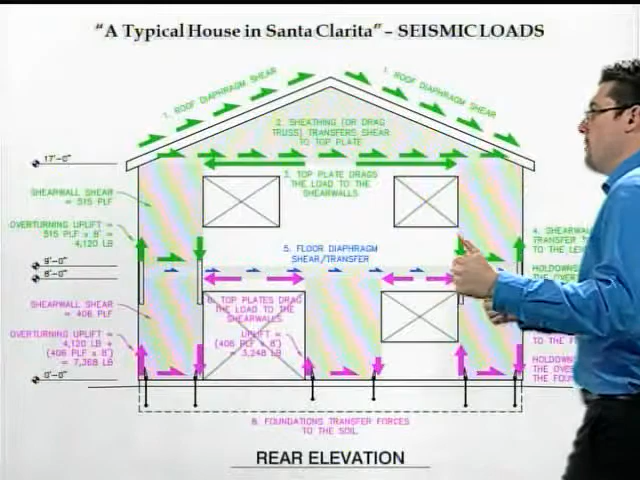 "A Typical House in Santa Clarita" – SEISMIC LOADS
1. ROOF DIAPHRAGM SHEAR
1. ROOF DIAPHRAGM SHEAR
2. SHEATHING (OR DRAG
TRUSS) TRANSFERS SHEAR
TO TOP PLATE
17'-0"
3. TOP PLATE DRAGS
THE LOAD TO THE
SHEARWALLS
SHEARWALL SHEAR
= 515 PLF
OVERTURNING UPLIFT =
515 PLF x 8' =
4,120 LB
4. SHEARWAL
TRANSFER
TO THE
5. FLOOR DIAPHRAGM
SHEAR/TRANSFER
9'-0"
8'-0"
HOLDOWNS
THE
6. TOP PLATES DRAG
THE LOAD TO THE
SHEARWALLS
SHEARWALL SHEAR
= 406 PLF
TO THE F
OVERTURNING UPLIFT =
4,120 LB +
(406 PLF x 8')
= 7,368 LB
UPLIFT =
(406 PLF x 8')
= 3,248 LB
HOLDOWN
THE OVER
THE FOUN
0'-0"
8. FOUNDATIONS TRANSFER FORCES
TO THE SOIL
REAR ELEVATION